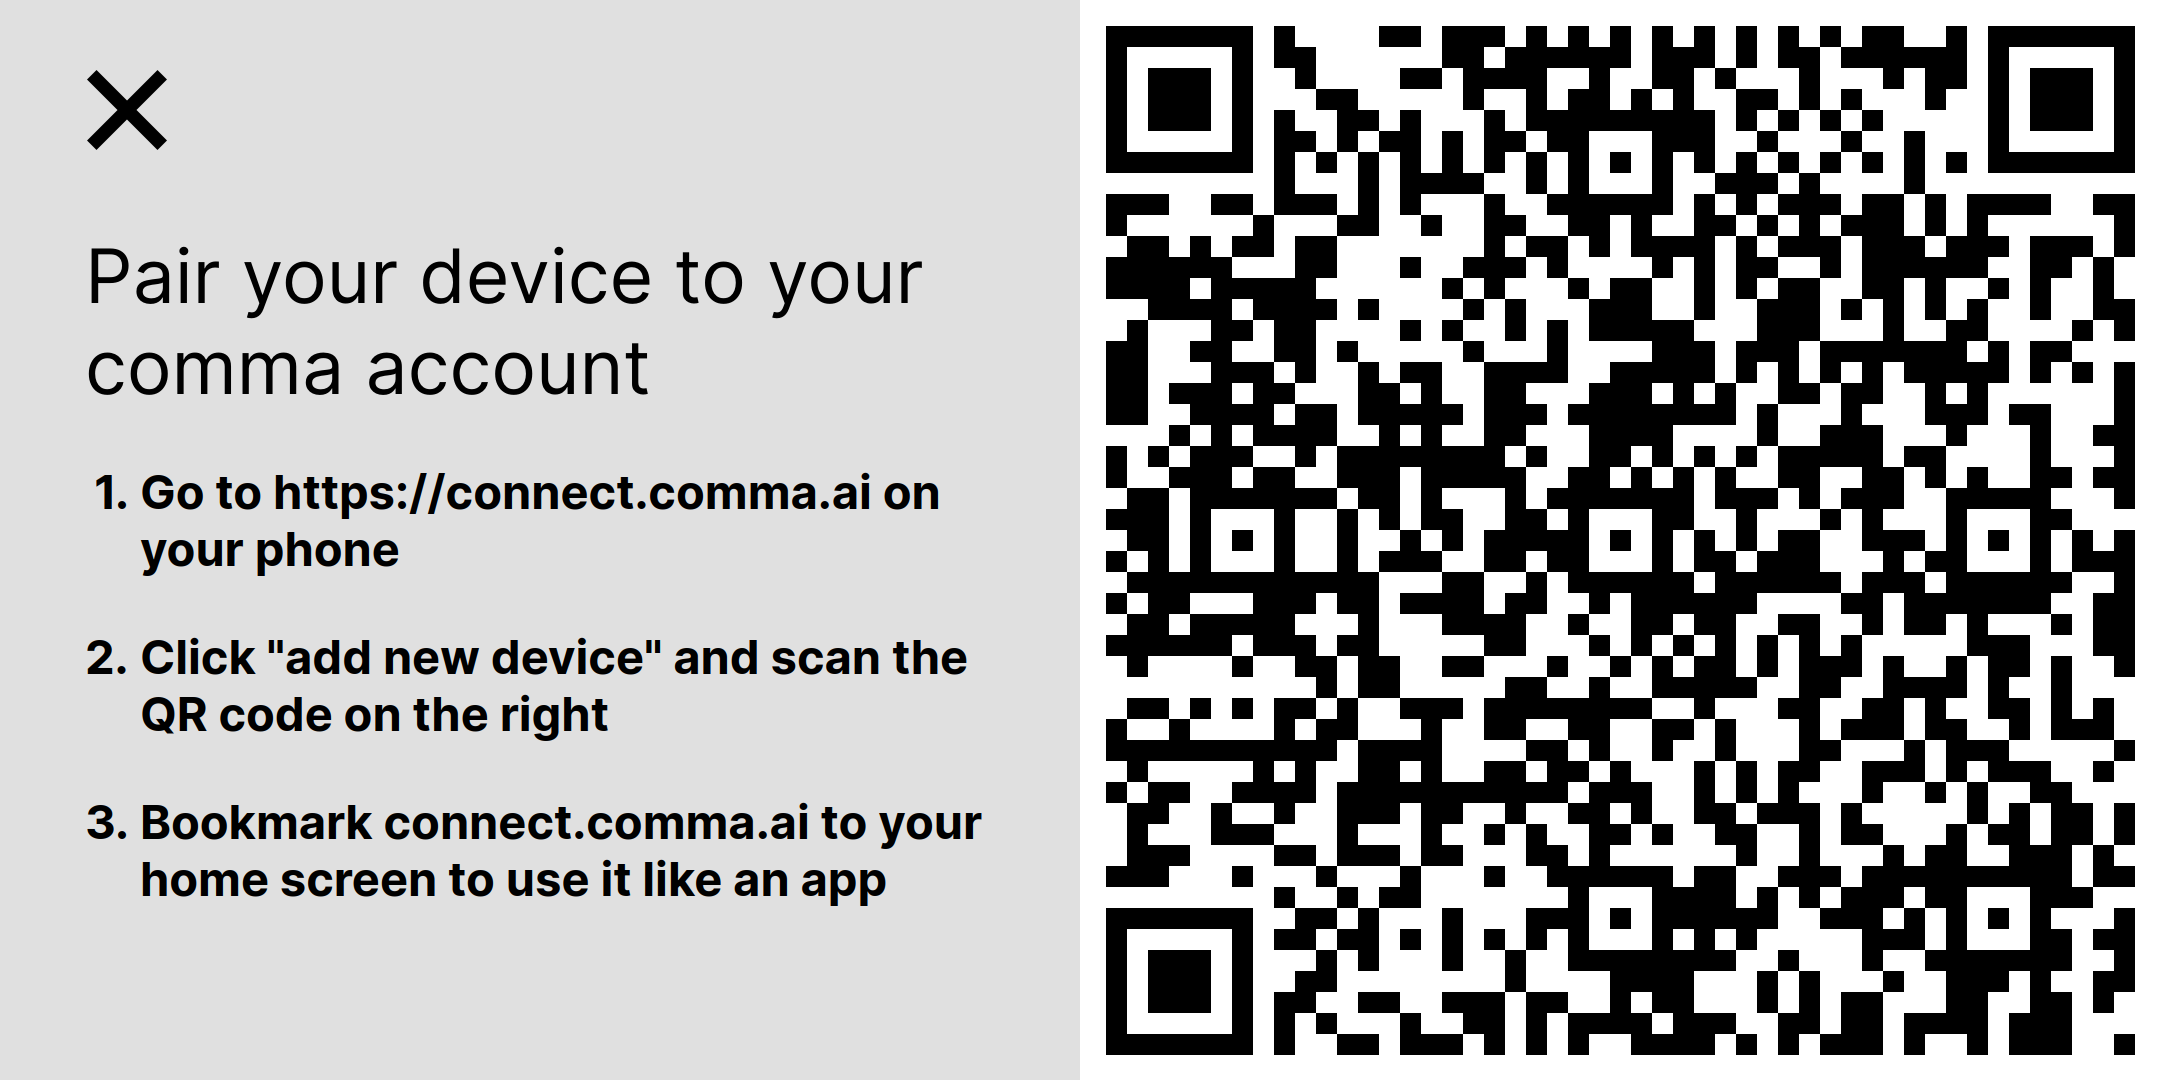 Pair your device to your
comma account
1. Go to https://connect.comma.ai on
your phone
2. Click "add new device" and scan the
QR code on the right
3. Bookmark connect.comma.ai to your
home screen to use it like an app